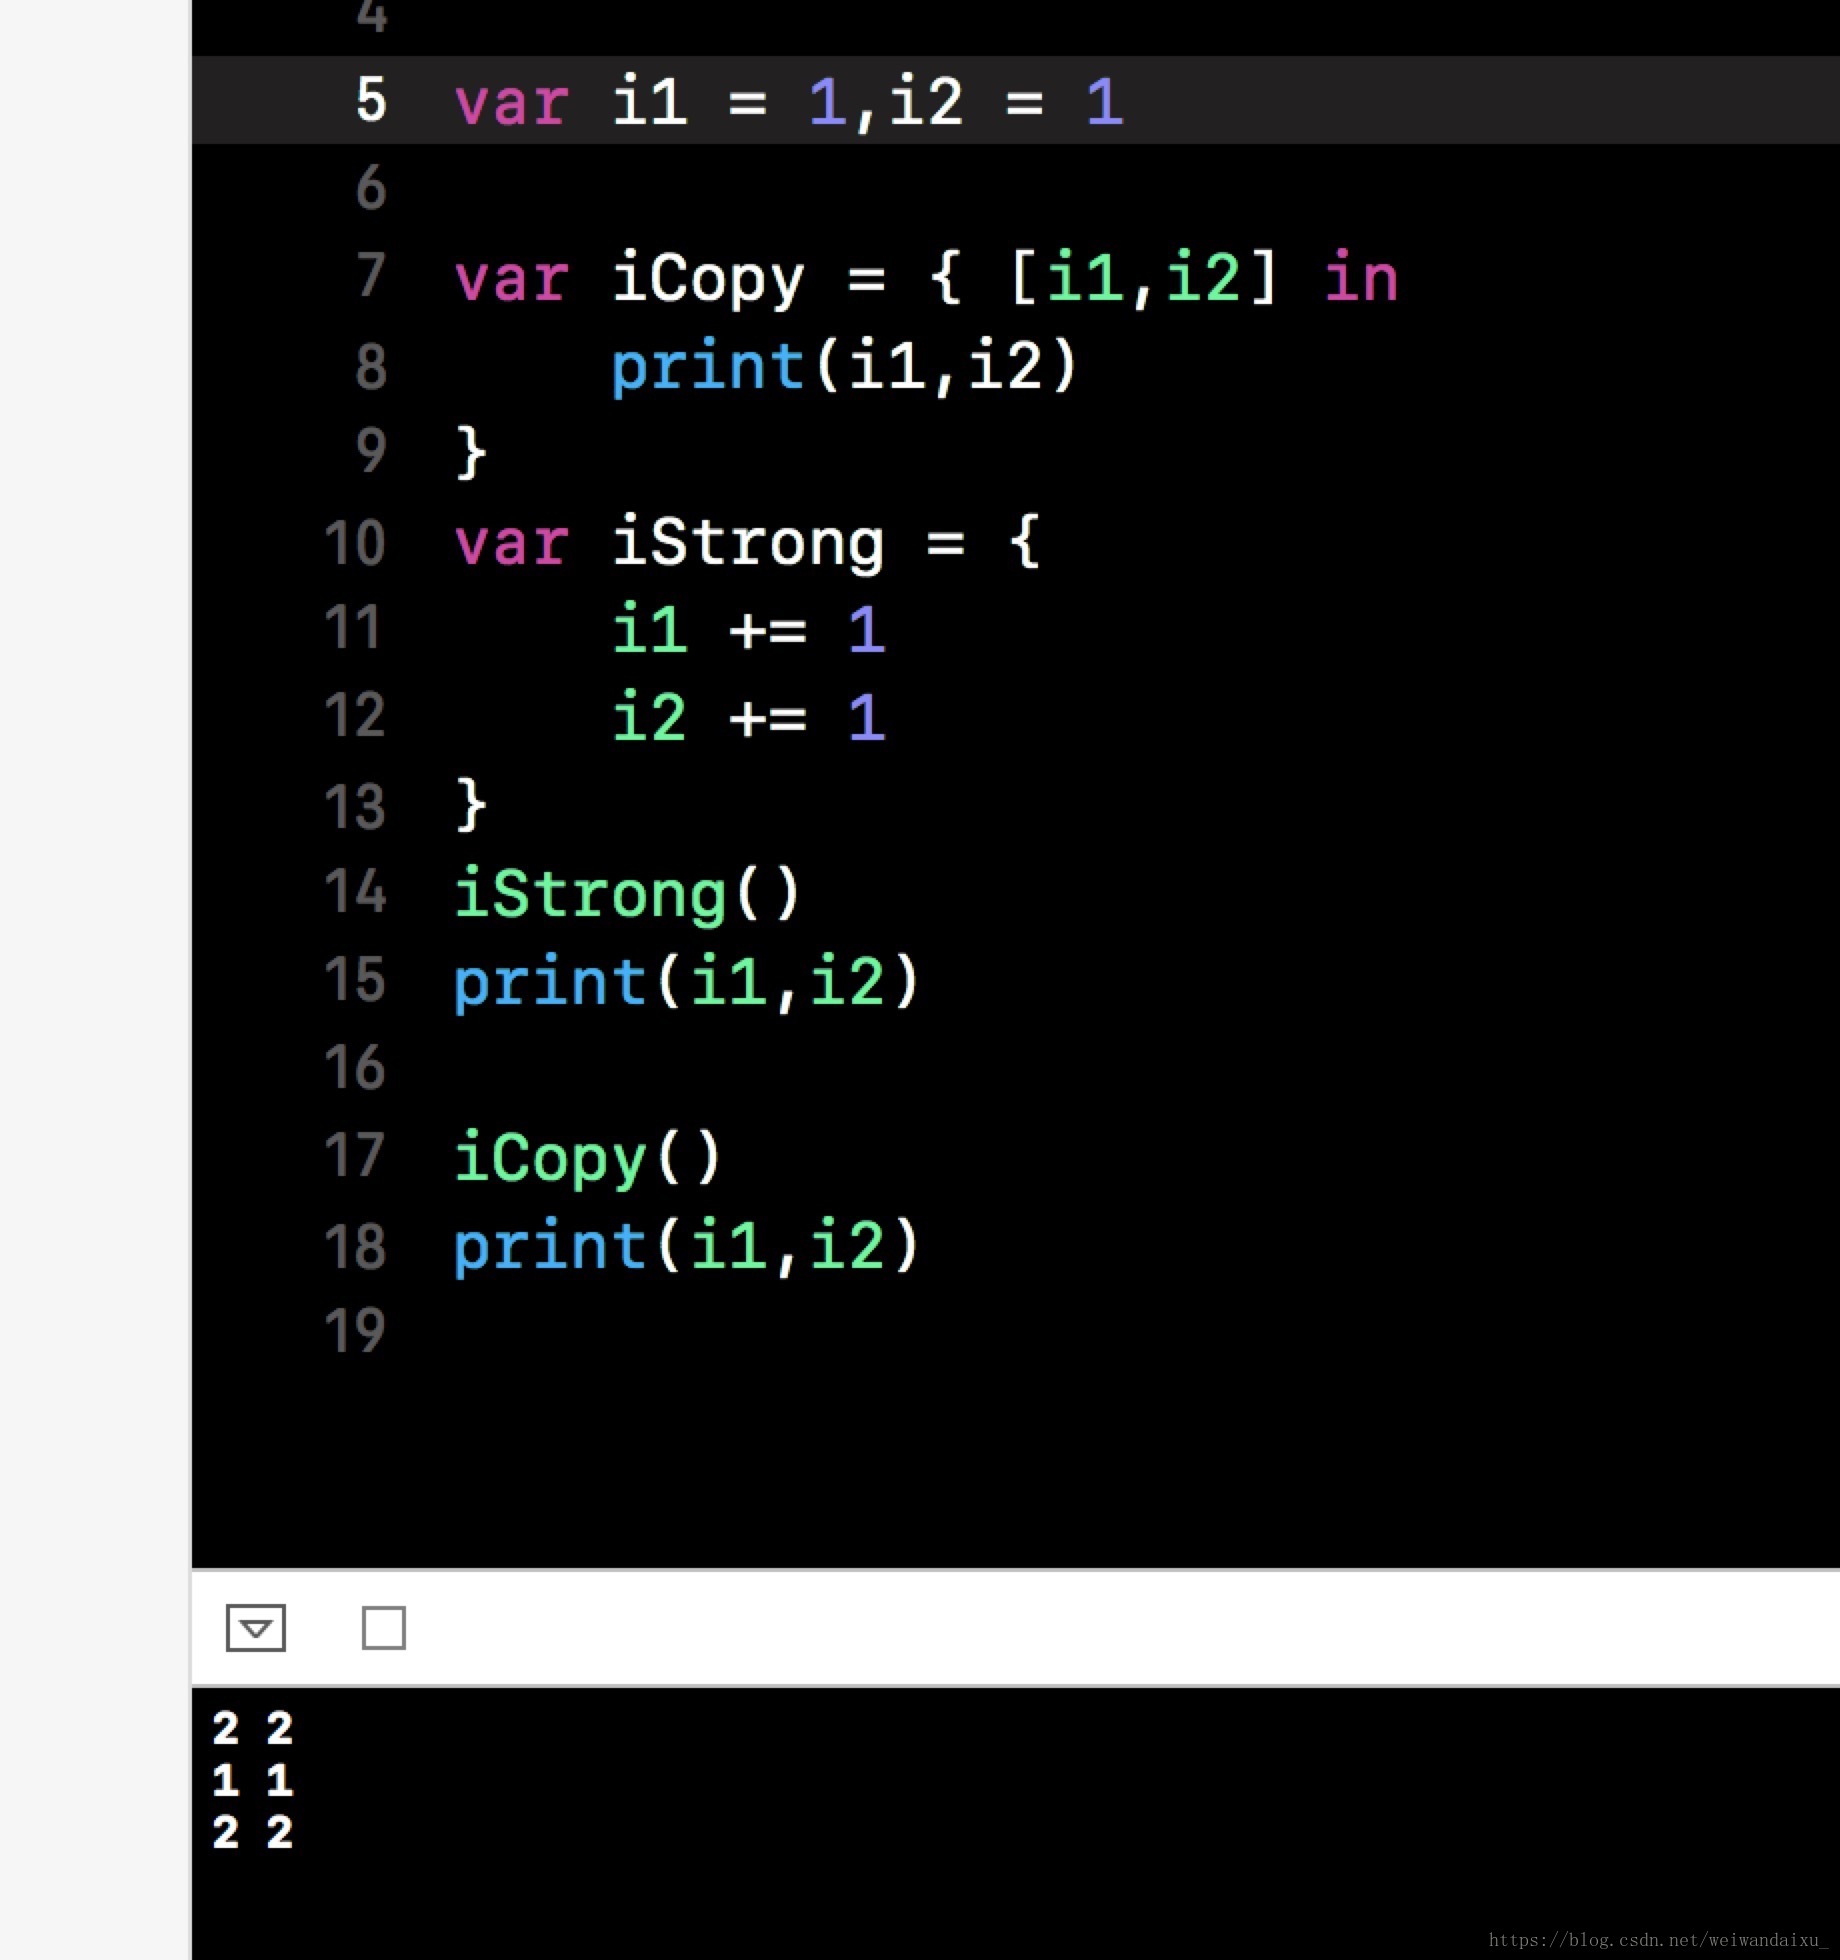 4
5 var i1 = 1,i2 = 1
6
7 var iCopy = { [i1,i2] in
8 print(i1,i2)
9 }
10 var iStrong = {
11 i1 += 1
12 i2 += 1
13 }
14 iStrong()
15 print(i1,i2)
16
17 iCopy()
18 print(i1,i2)
19
2 2
1 1
2 2
https://blog.csdn.net/weiwandaixu_